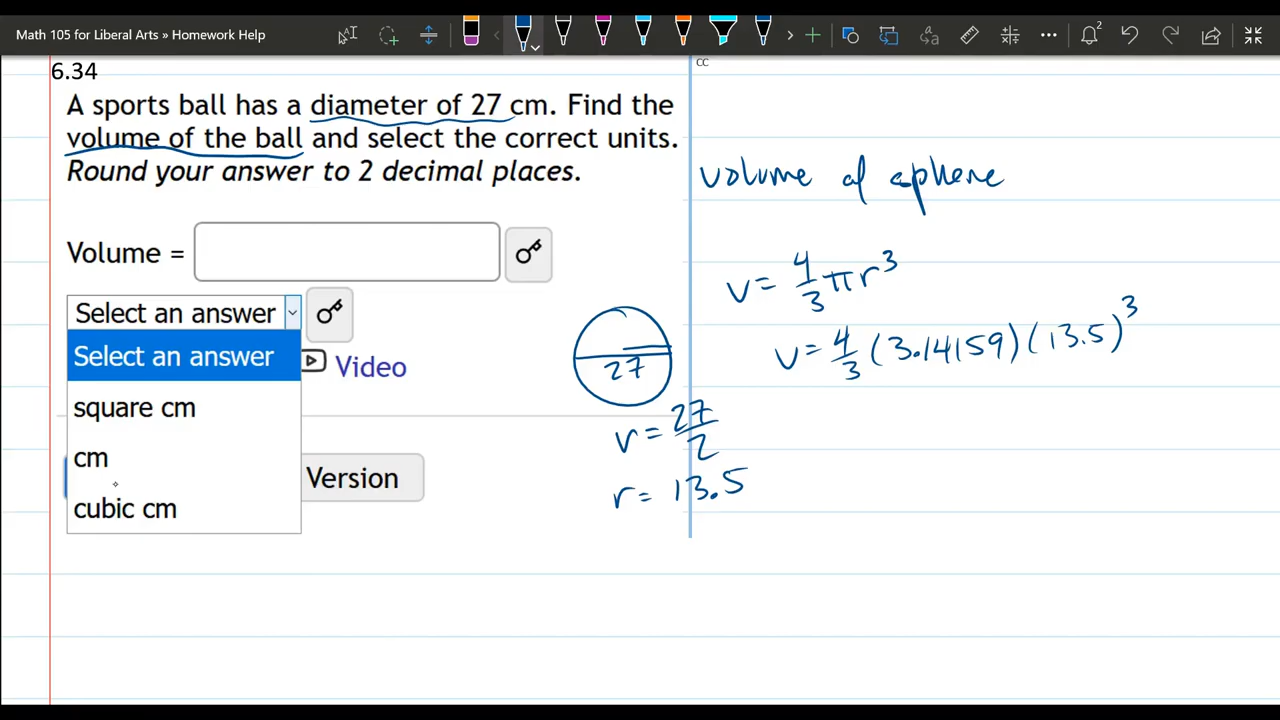 Math 105 for Liberal Arts » Homework Help
2
6.34
CC
A sports ball has a diameter of 27 cm. Find the
volume of the ball and select the correct units.
Round your answer to 2 decimal places.
Volume =
Select an answer
Select an answer
square cm
cm
cubic cm
Video
Version
27
r = 27/2
r = 13.5
volume of sphere
V = 4/3 πr³
V = 4/3 (3.14159)(13.5)³